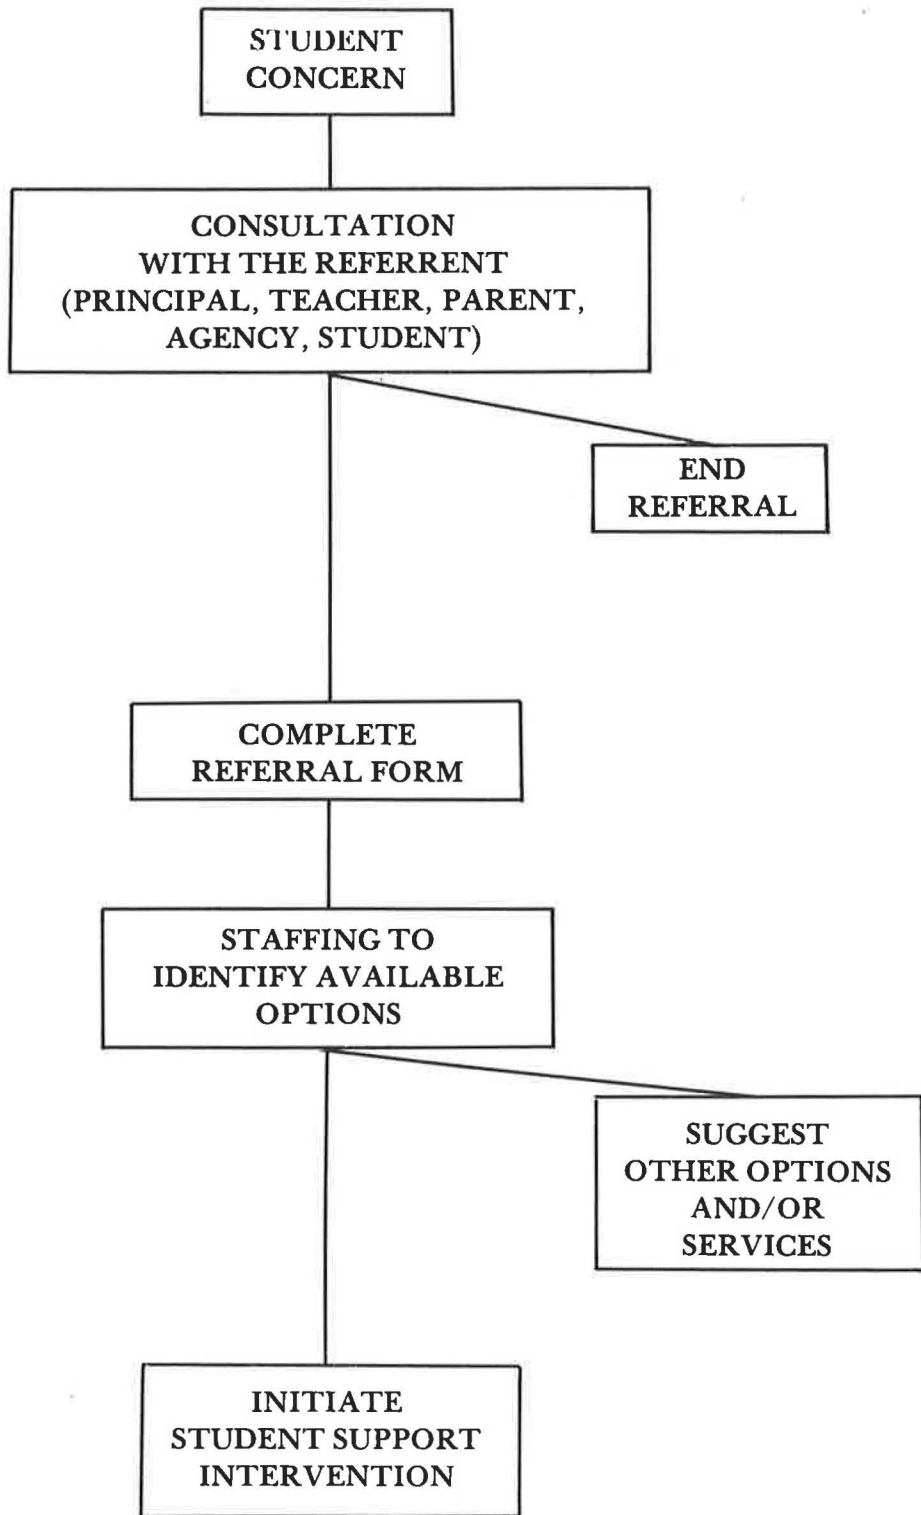 STUDENT
CONCERN
CONSULTATION
WITH THE REFERRENT
(PRINCIPAL, TEACHER, PARENT,
AGENCY, STUDENT)
END
REFERRAL
COMPLETE
REFERRAL FORM
STAFFING TO
IDENTIFY AVAILABLE
OPTIONS
SUGGEST
OTHER OPTIONS
AND/OR
SERVICES
INITIATE
STUDENT SUPPORT
INTERVENTION